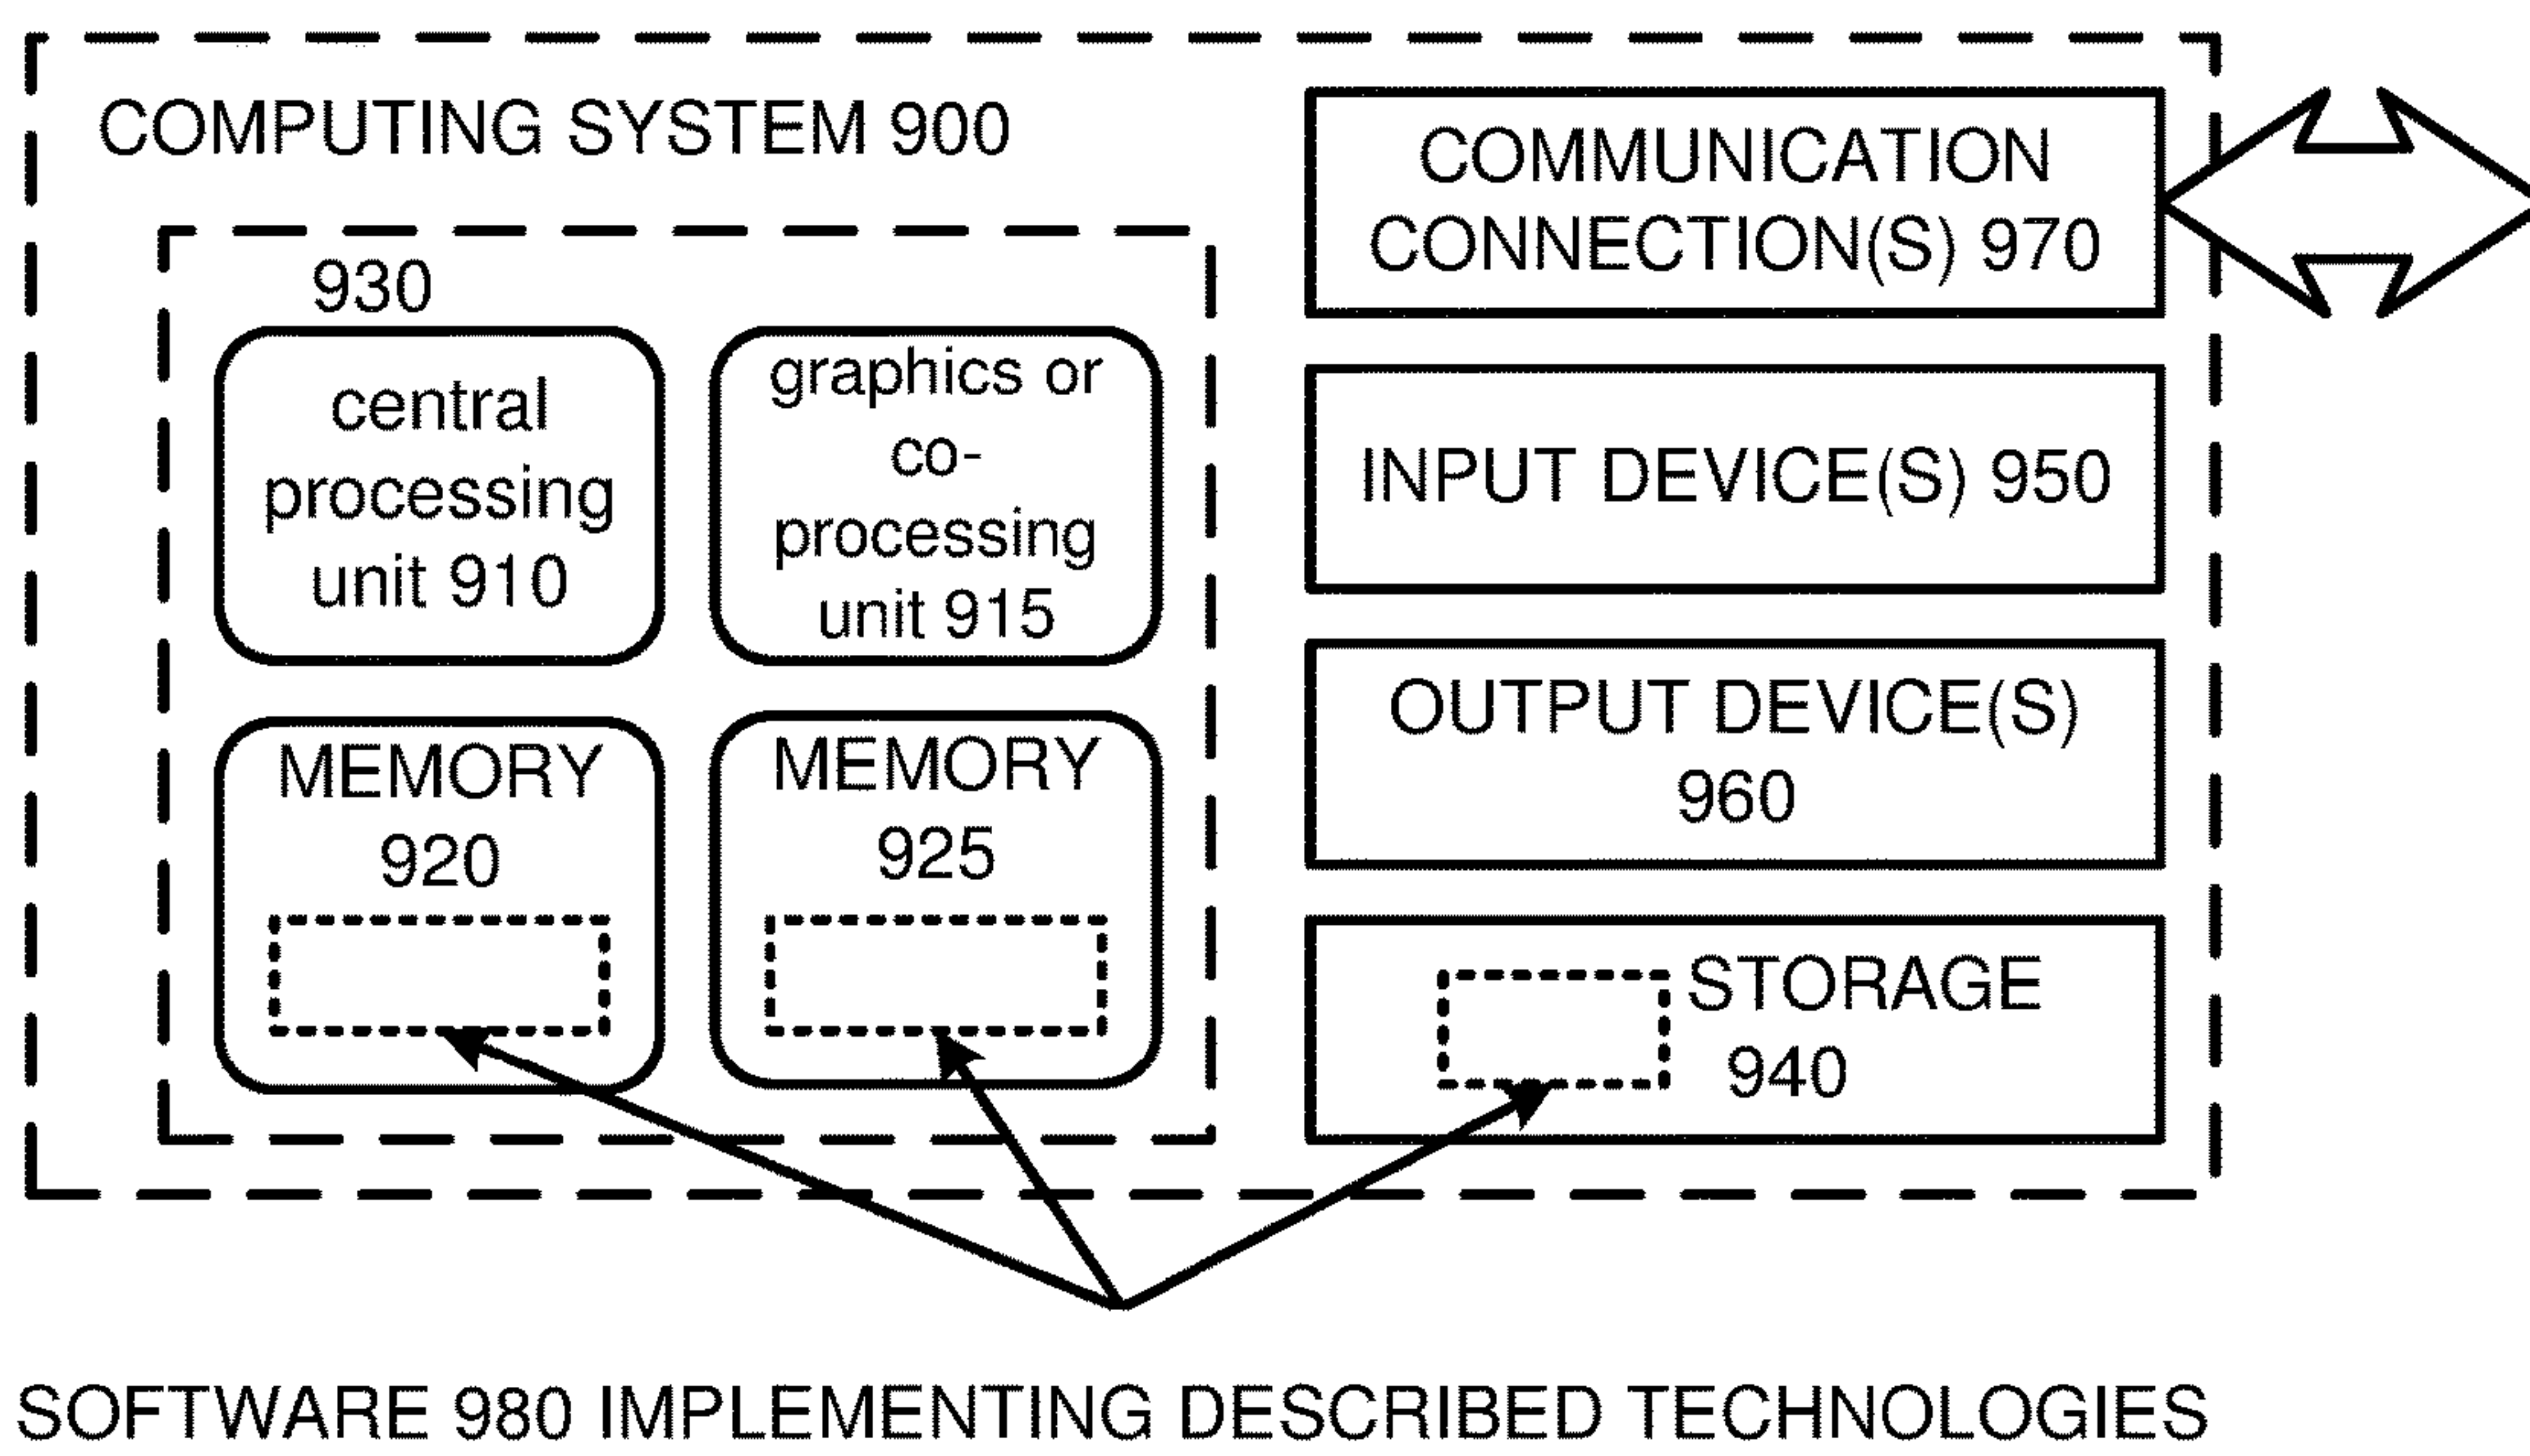 COMPUTING SYSTEM 900
930
central
processing
unit 910
graphics or
co-
processing
unit 915
MEMORY
920
MEMORY
925
COMMUNICATION
CONNECTION(S) 970
INPUT DEVICE(S) 950
OUTPUT DEVICE(S)
960
STORAGE
940
SOFTWARE 980 IMPLEMENTING DESCRIBED TECHNOLOGIES